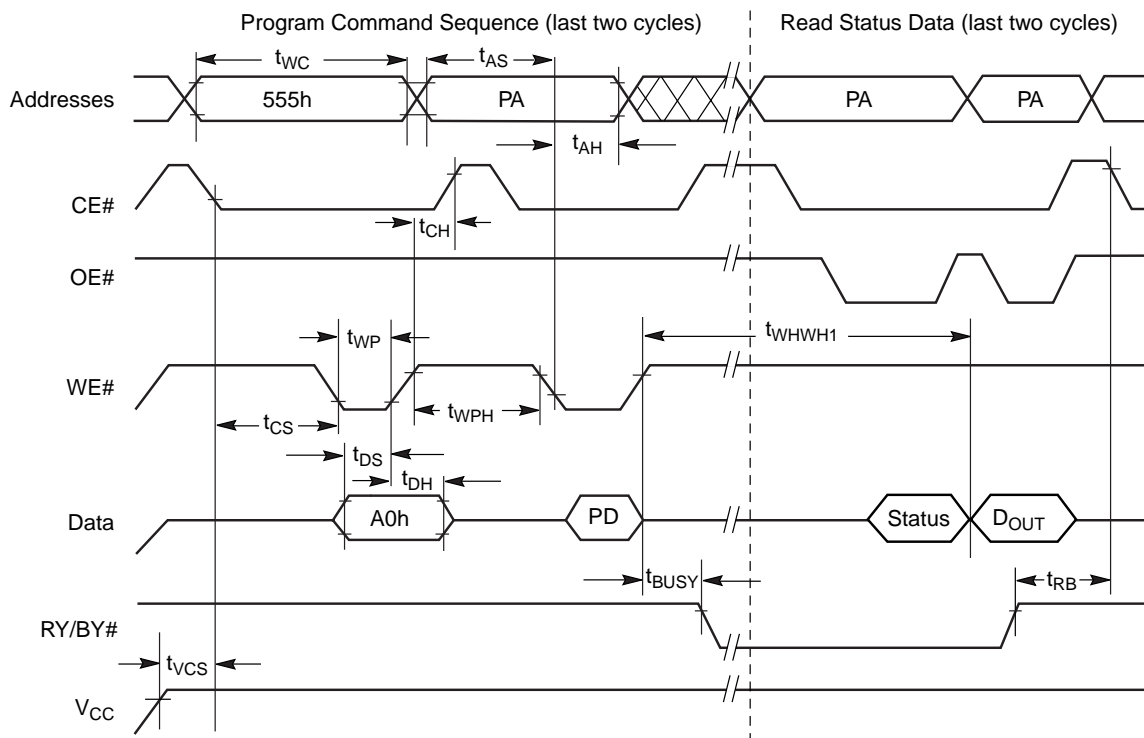 Program Command Sequence (last two cycles) Read Status Data (last two cycles)
tWC tAS
Addresses 555h PA PA PA
tAH
CE#
tCH
OE#
tWP tWHWH1
WE#
tCS tWPH
tDS
tDH
Data A0h PD Status DOUT
tBUSY tRB
RY/BY#
tVCS
VCC